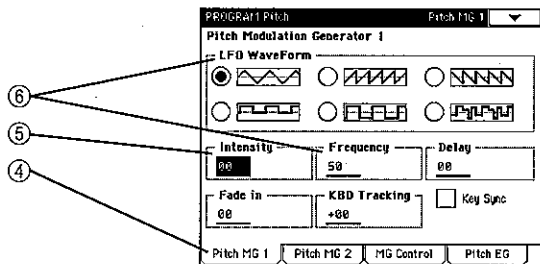 PROGRAM Pitch Pitch MG 1
Pitch Modulation Generator 1
LFO WaveForm
⑥
⑤
④
Intensity Frequency Delay
00 50 00
Fade in KBD Tracking Key Sync
00 +00
Pitch MG 1 Pitch MG 2 MG Control Pitch EG